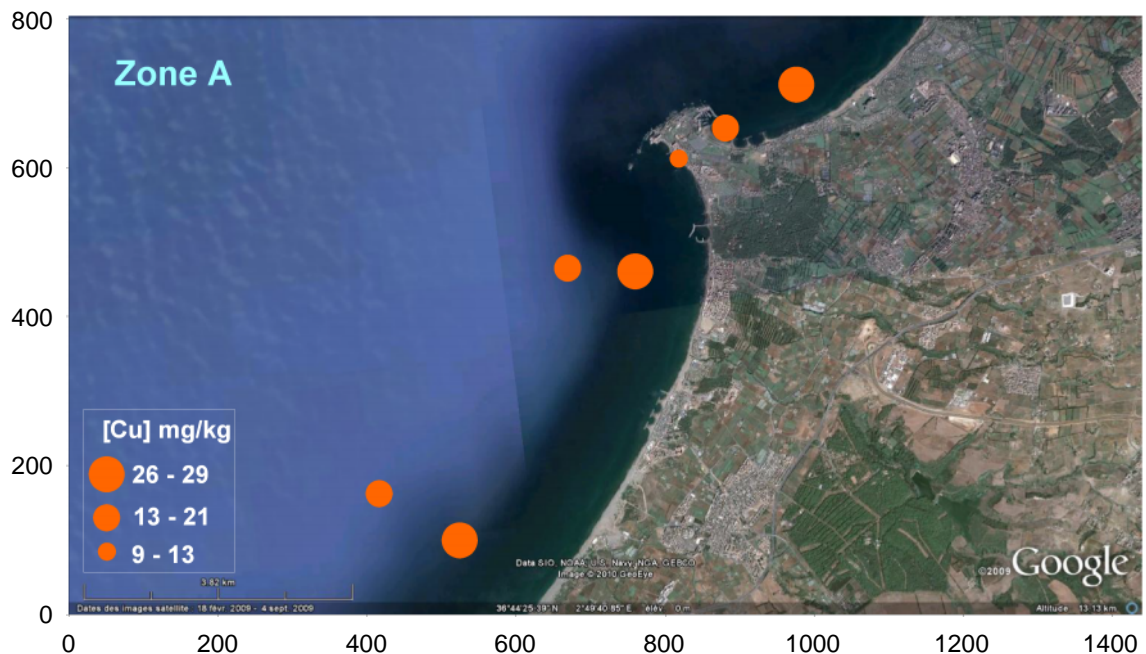 800
Zone A
600
400
[Cu] mg/kg
26 - 29
13 - 21
9 - 13
200
3.82 km
Data SIO, NOAA, U.S. Navy, NGA, GEBCO
Image © 2010 GeoEye
©2009 Google
Dates des images satellite 18 févr. 2009 - 4 sept. 2009
36°44'25.39" N 2°49'40.85" E élév. 0 m
Altitude 13.13 km
0
0 200 400 600 800 1000 1200 1400